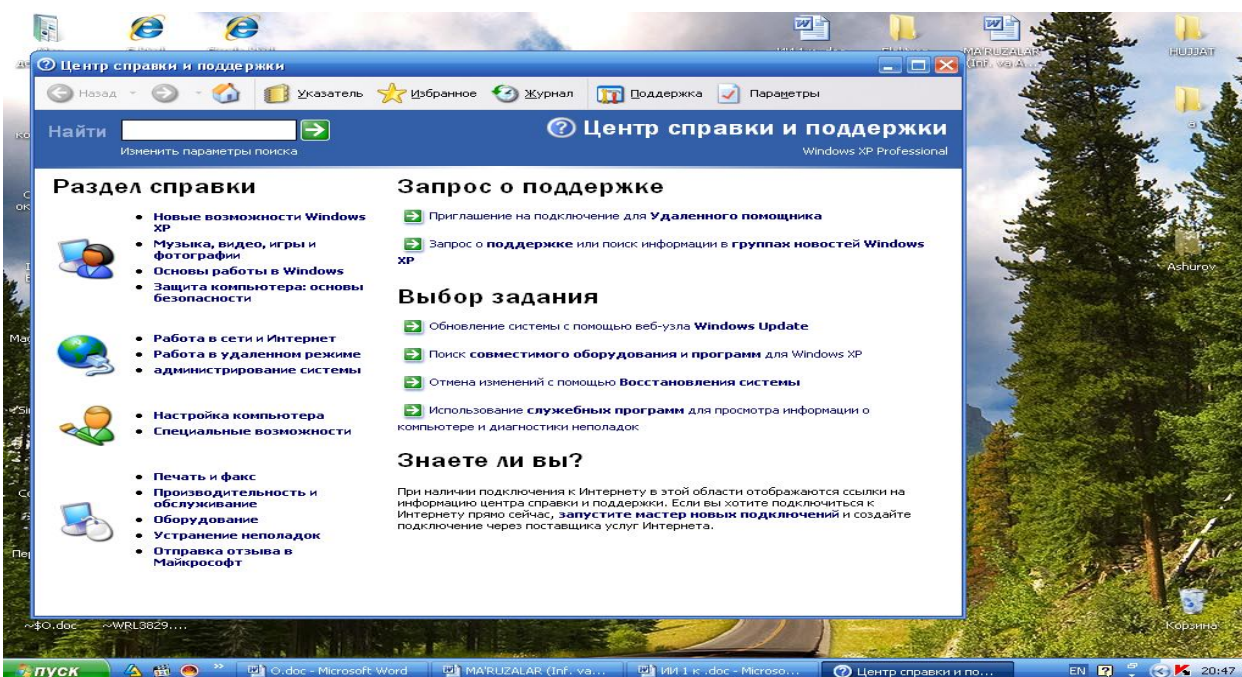 MA'RUZALAR
(Inf. va A...
HUJJAT
Центр справки и поддержки
Назад
Указатель
Избранное
Журнал
Поддержка
Параметры
Найти
Изменить параметры поиска
Центр справки и поддержки
Windows XP Professional
Раздел справки
Новые возможности Windows
XP
Музыка, видео, игры и
фотографии
Основы работы в Windows
Защита компьютера: основы
безопасности
Работа в сети и Интернет
Работа в удаленном режиме
администрирование системы
Настройка компьютера
Специальные возможности
Печать и факс
Производительность и
обслуживание
Оборудование
Устранение неполадок
Отправка отзыва в
Майкрософт
Запрос о поддержке
Приглашение на подключение для Удаленного помощника
Запрос о поддержке или поиск информации в группах новостей Windows
XP
Выбор задания
Обновление системы с помощью веб-узла Windows Update
Поиск совместимого оборудования и программ для Windows XP
Отмена изменений с помощью Восстановления системы
Использование служебных программ для просмотра информации о
компьютере и диагностики неполадок
Знаете ли вы?
При наличии подключения к Интернету в этой области отображаются ссылки на
информацию центра справки и поддержки. Если вы хотите подключиться к
Интернету прямо сейчас, запустите мастер новых подключений и создайте
подключение через поставщика услуг Интернета.
Ashurov
Корзина
~$O.doc
~WRL3829....
пуск
O.doc - Microsoft Word
MA'RUZALAR (Inf. va...
ИИ 1 к .doc - Microso...
Центр справки и по...
EN
20:47